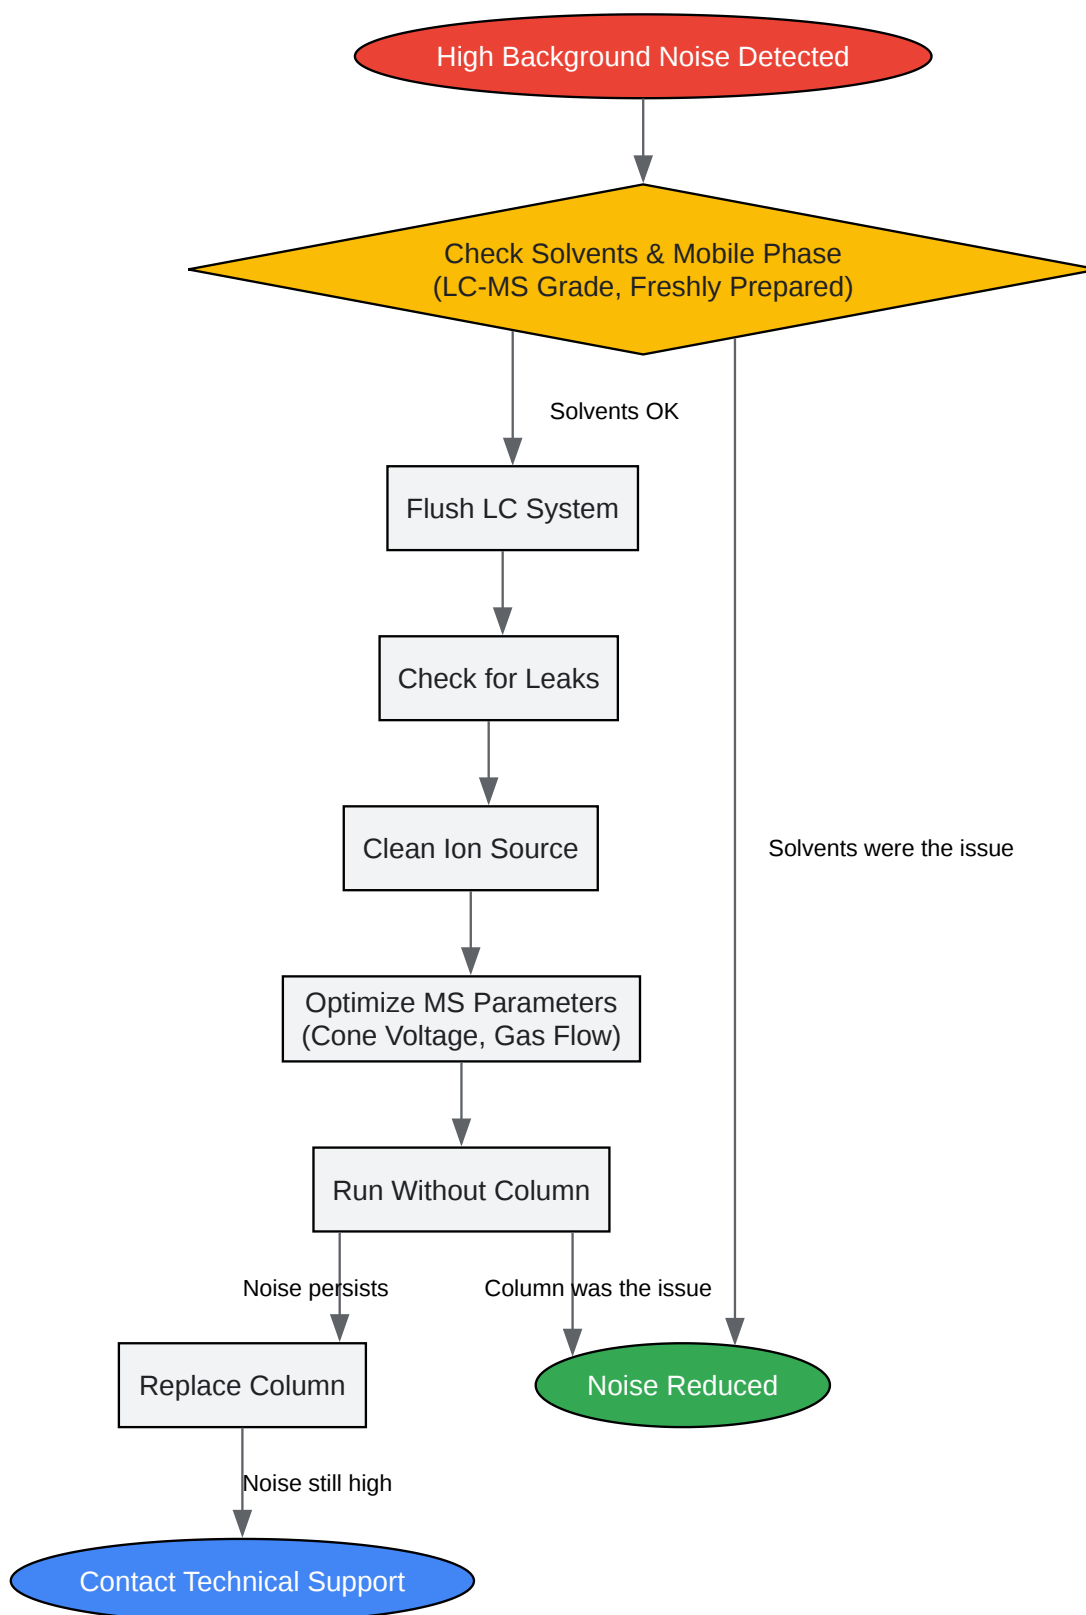 High Background Noise Detected
Check Solvents & Mobile Phase
(LC-MS Grade, Freshly Prepared)
Solvents OK
Flush LC System
Check for Leaks
Clean Ion Source
Solvents were the issue
Optimize MS Parameters
(Cone Voltage, Gas Flow)
Run Without Column
Noise persists
Column was the issue
Replace Column
Noise Reduced
Noise still high
Contact Technical Support